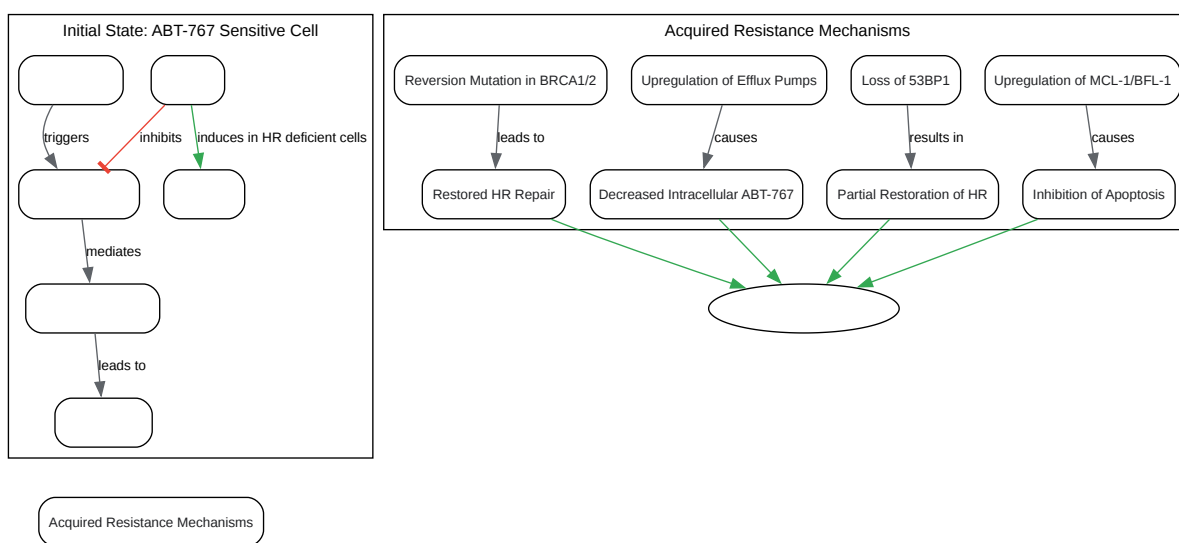 Initial State: ABT-767 Sensitive Cell
triggers
inhibits
induces in HR deficient cells
mediates
leads to
Acquired Resistance Mechanisms
Reversion Mutation in BRCA1/2
Upregulation of Efflux Pumps
Loss of 53BP1
Upregulation of MCL-1/BFL-1
leads to
causes
results in
causes
Restored HR Repair
Decreased Intracellular ABT-767
Partial Restoration of HR
Inhibition of Apoptosis
Acquired Resistance Mechanisms